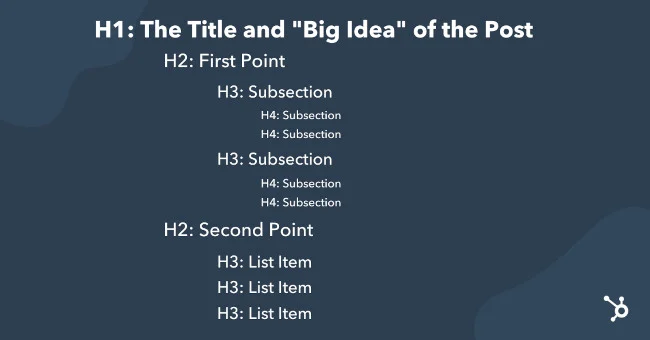 H1: The Title and "Big Idea" of the Post
H2: First Point
H3: Subsection
H4: Subsection
H4: Subsection
H3: Subsection
H4: Subsection
H4: Subsection
H2: Second Point
H3: List Item
H3: List Item
H3: List Item